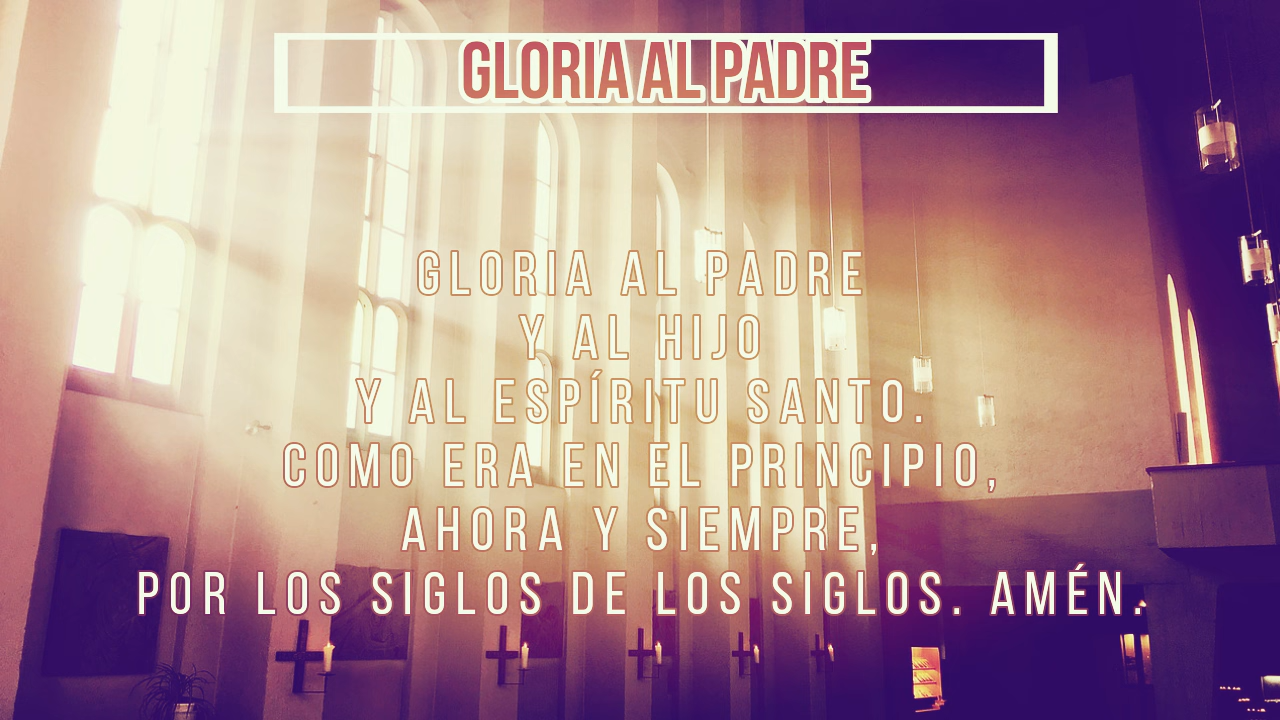 GLORIA AL PADRE
GLORIA AL PADRE
Y AL HIJO
Y AL ESPÍRITU SANTO.
COMO ERA EN EL PRINCIPIO,
AHORA Y SIEMPRE,
POR LOS SIGLOS DE LOS SIGLOS. AMÉN.